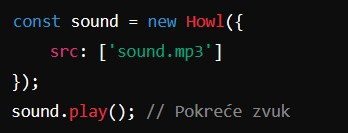 const sound = new Howl({
    src: ['sound.mp3']
});
sound.play(); // Pokreće zvuk